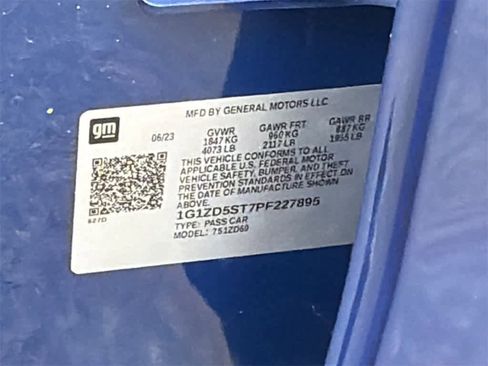 MFD BY GENERAL MOTORS LLC
gm
06/23 GVWR GAWR FRT GAWR RR
1847 KG 960 KG 887 KG
4073 LB 2117 LB 1955 LB
THIS VEHICLE CONFORMS TO ALL
APPLICABLE U.S. FEDERAL MOTOR
VEHICLE SAFETY, BUMPER, AND THEFT
PREVENTION STANDARDS IN EFFECT ON
THE DATE OF MANUFACTURE SHOWN
ABOVE.
1G1ZD5ST7PF227895
TYPE: PASS CAR
MODEL: 7S1ZD69